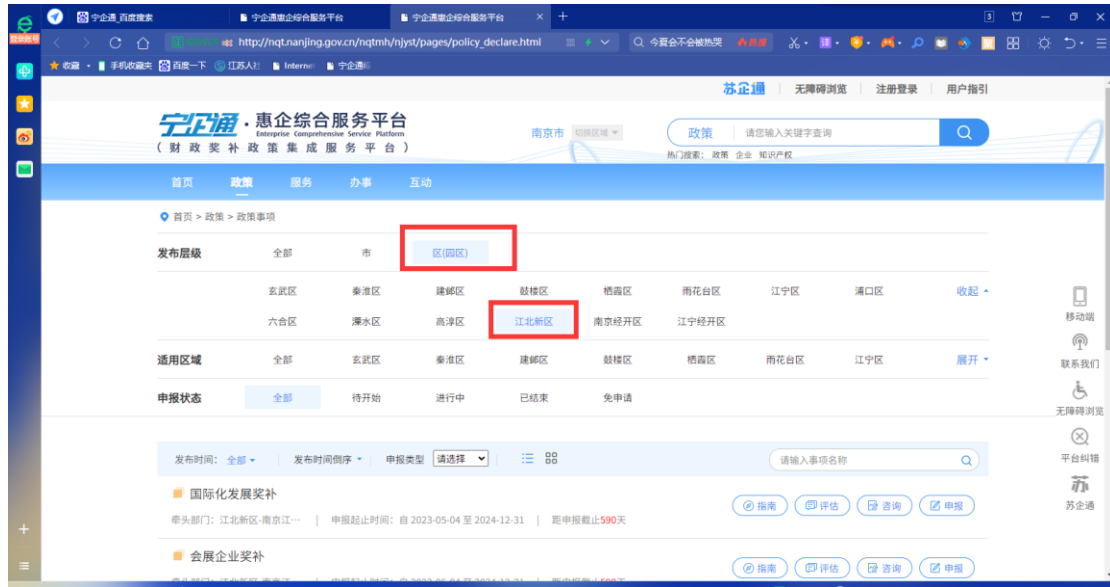 宁企通_百度搜索
宁企通惠企综合服务平台
宁企通惠企综合服务平台
http://nqt.nanjing.gov.cn/nqtmh/njyst/pages/policy_declare.html
今夏会不会被热哭
收藏
手机收藏夹
百度一下
江苏人社
Interne
宁企通
苏企通
无障碍浏览
注册登录
用户指引
宁企通·惠企综合服务平台
Enterprise Comprehensive Service Platform
(财政奖补政策集成服务平台)
南京市
切换区域
政策
请您输入关键字查询
热门搜索: 政策 企业 知识产权
首页 政策 服务 办事 互动
首页 > 政策 > 政策事项
发布层级 全部 市 区(园区)
玄武区 秦淮区 建邺区 鼓楼区 栖霞区 雨花台区 江宁区 浦口区 收起
六合区 溧水区 高淳区 江北新区 南京经开区 江宁经开区
适用区域 全部 玄武区 秦淮区 建邺区 鼓楼区 栖霞区 雨花台区 江宁区 展开
申报状态 全部 待开始 进行中 已结束 免申请
发布时间: 全部 发布时间倒序 申报类型 请选择
请输入事项名称
国际化发展奖补
牵头部门: 江北新区-南京江… | 申报起止时间: 自 2023-05-04 至 2024-12-31 | 距申报截止590天
指南 评估 咨询 申报
会展企业奖补
指南 评估 咨询 申报
移动端
联系我们
无障碍浏览
平台纠错
苏
苏企通